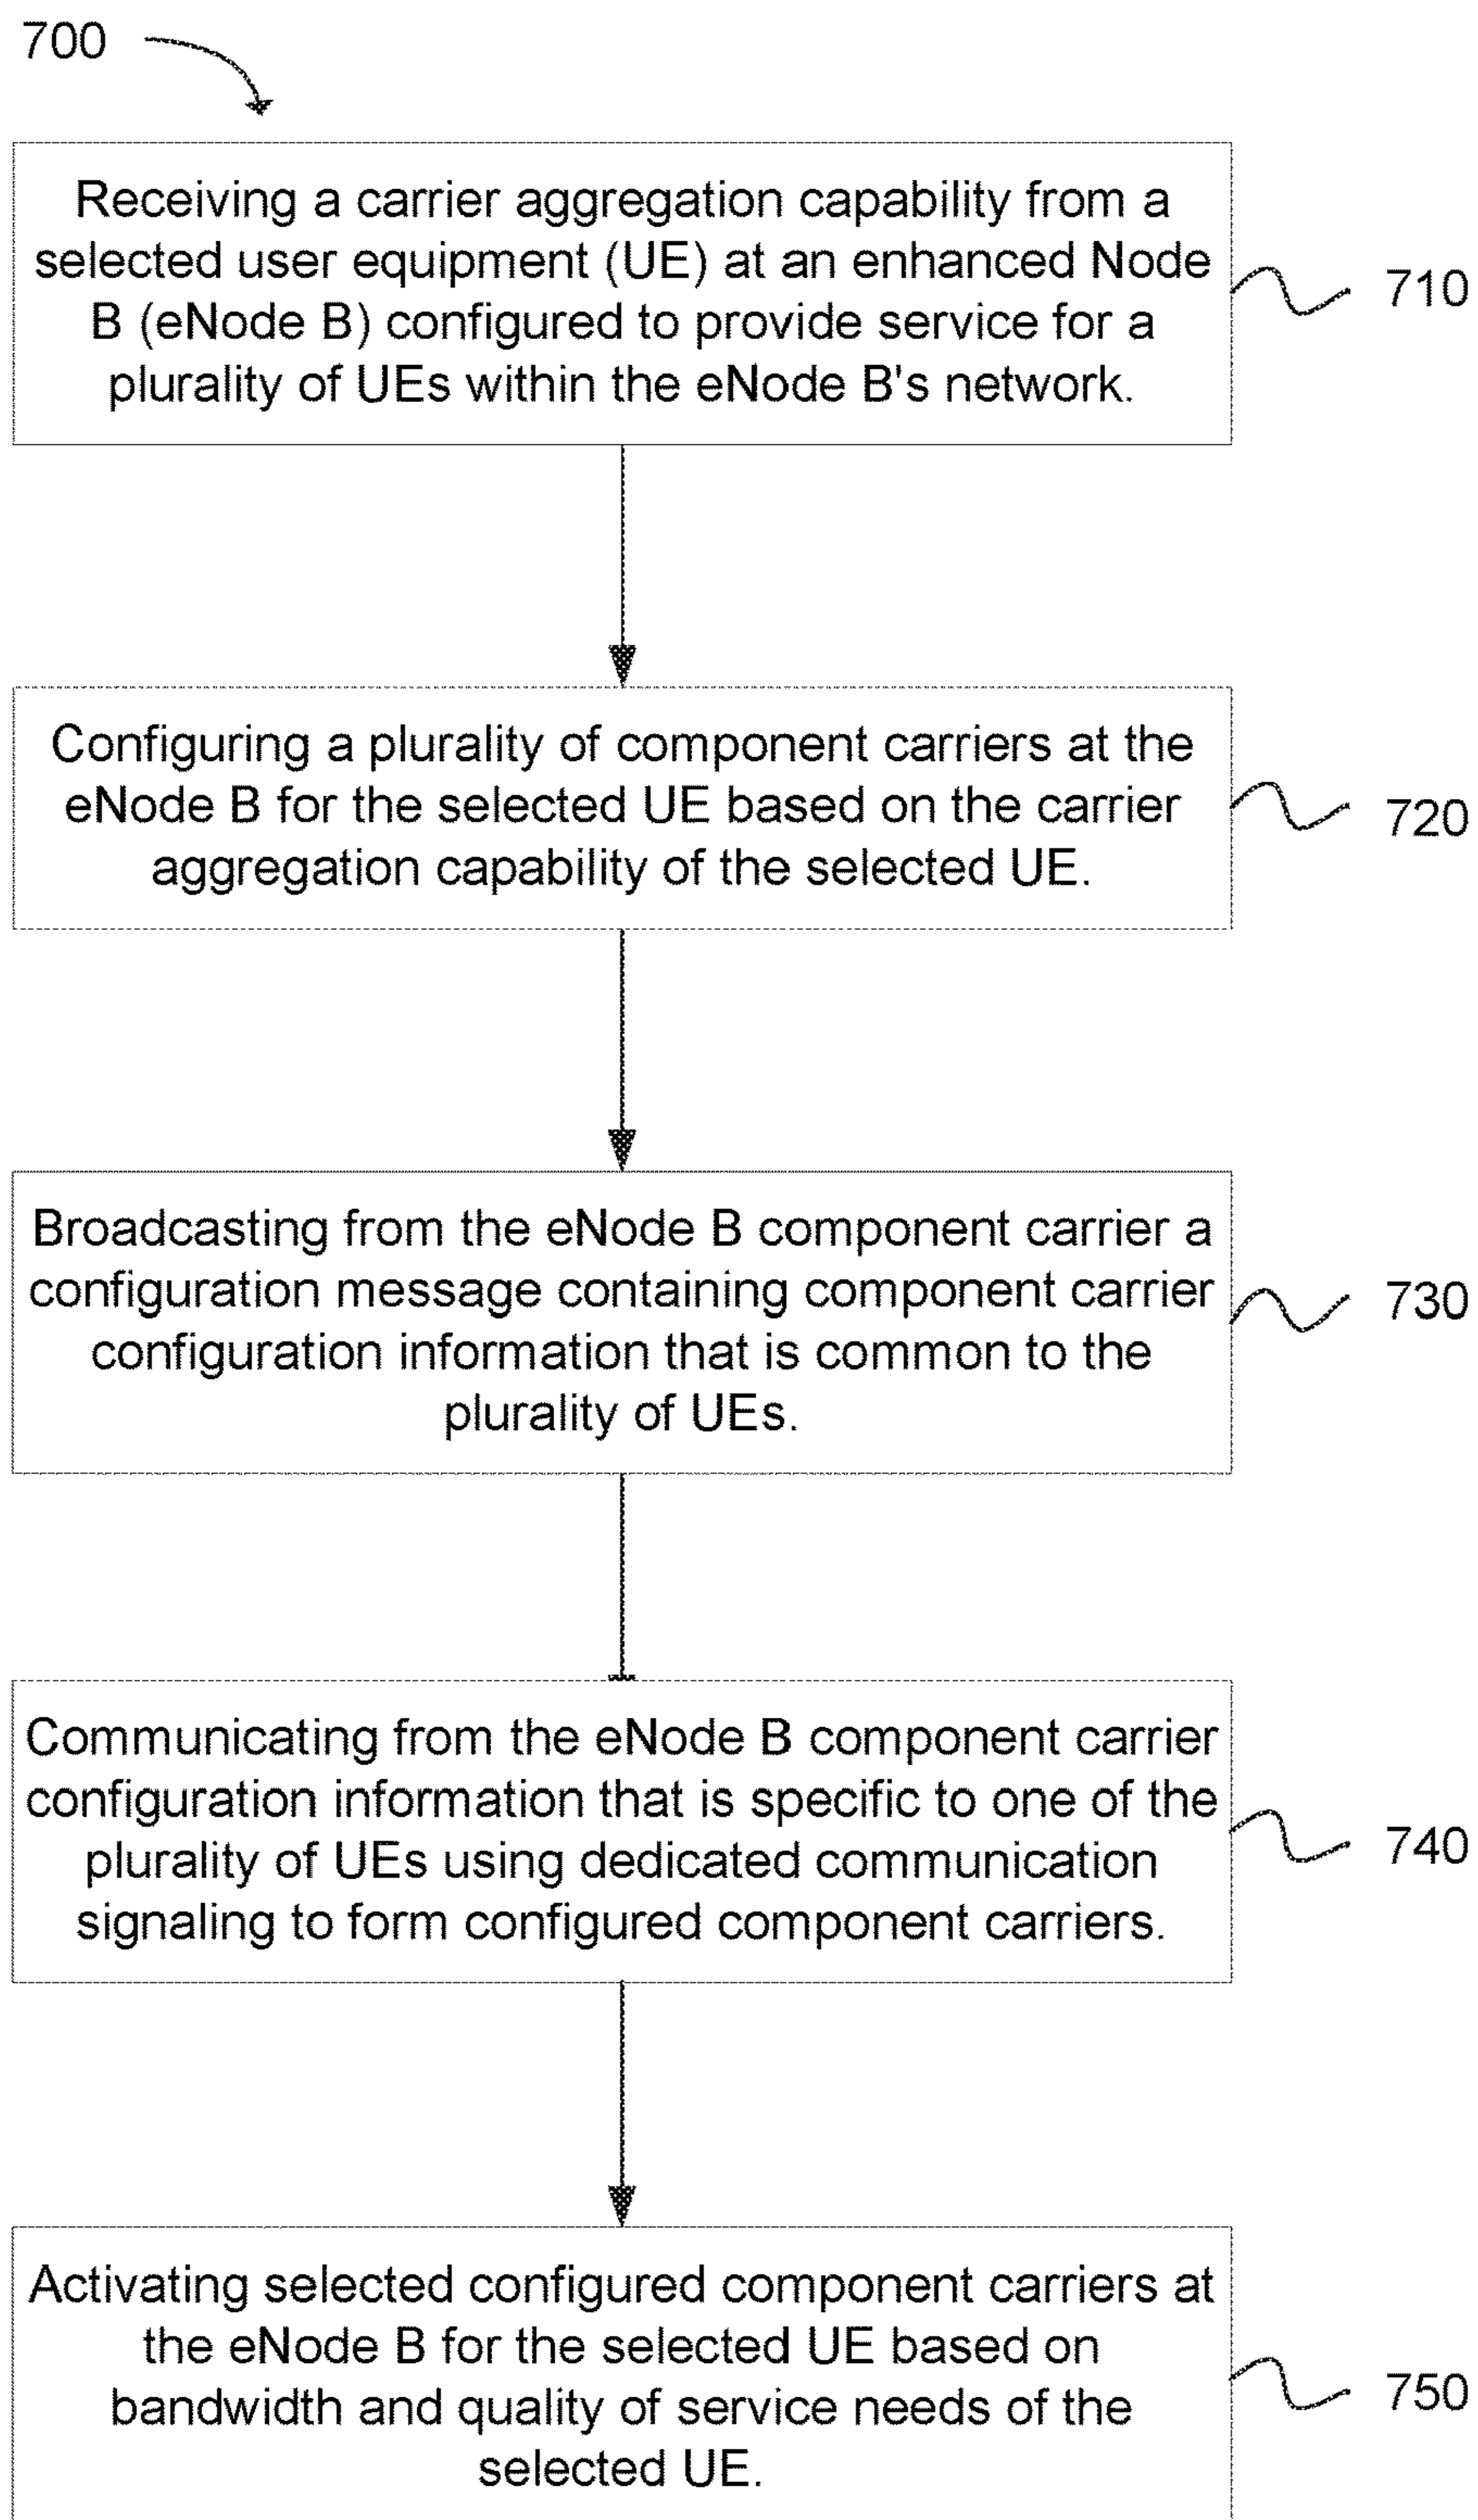 700
Receiving a carrier aggregation capability from a
selected user equipment (UE) at an enhanced Node
B (eNode B) configured to provide service for a
plurality of UEs within the eNode B's network.
710
Configuring a plurality of component carriers at the
eNode B for the selected UE based on the carrier
aggregation capability of the selected UE.
720
Broadcasting from the eNode B component carrier a
configuration message containing component carrier
configuration information that is common to the
plurality of UEs.
730
Communicating from the eNode B component carrier
configuration information that is specific to one of the
plurality of UEs using dedicated communication
signaling to form configured component carriers.
740
Activating selected configured component carriers at
the eNode B for the selected UE based on
bandwidth and quality of service needs of the
selected UE.
750